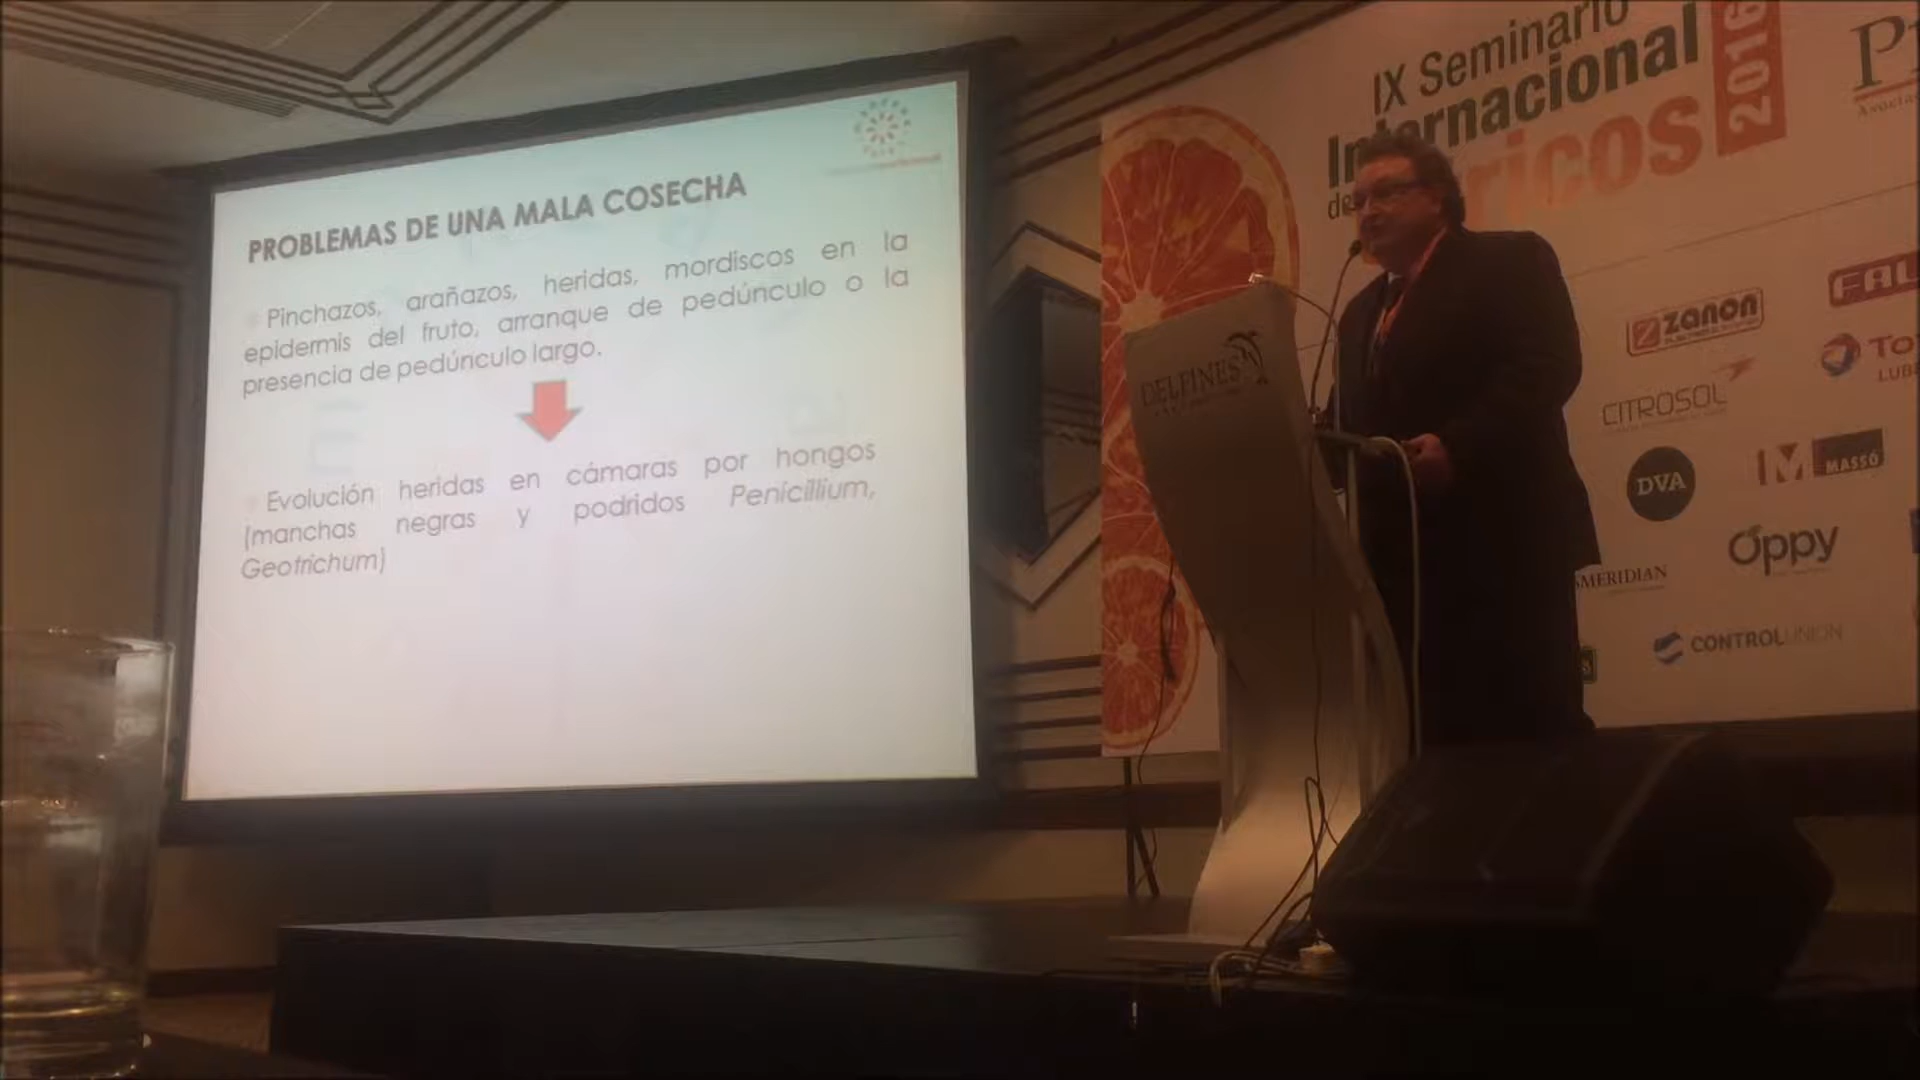 PROBLEMAS DE UNA MALA COSECHA
Pinchazos, arañazos, heridas, mordiscos en la
epidermis del fruto, arranque de pedúnculo o la
presencia de pedúnculo largo.
Evolución heridas en cámaras por hongos
(manchas negras y podridos Penicillium,
Geotrichum)
DELFINES
IX Seminario
Internacional
2016
ricos
ZANON
CITROSOL
DVA
MASSÓ
Oppy
MERIDIAN
CONTROLUNION